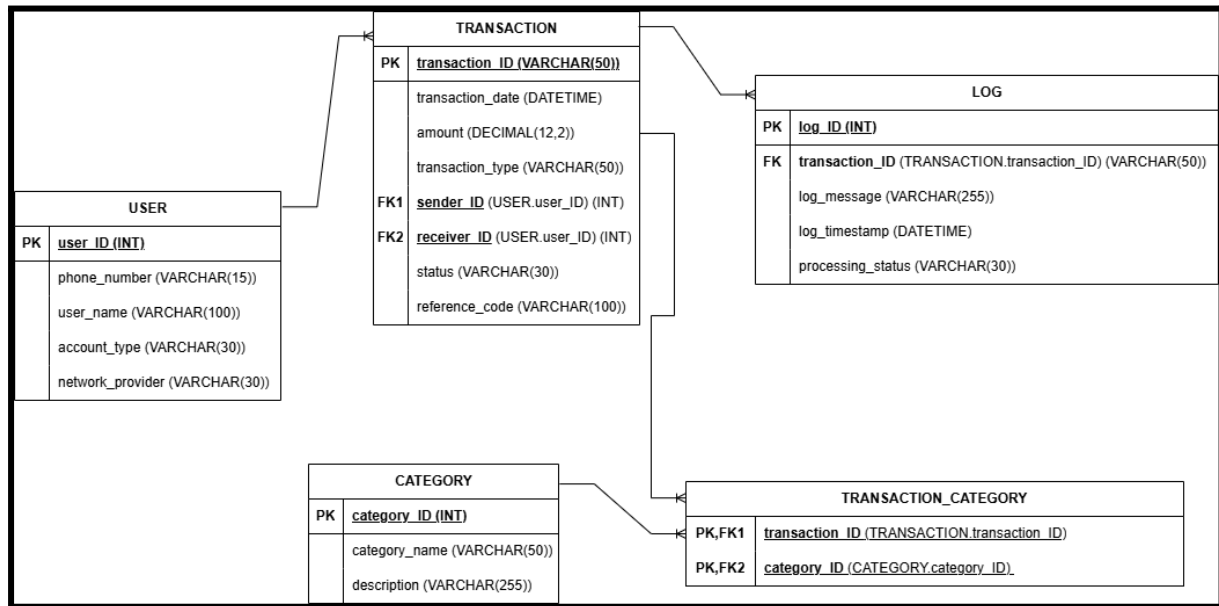 TRANSACTION
PK transaction_ID (VARCHAR(50))
transaction_date (DATETIME)
amount (DECIMAL(12,2))
transaction_type (VARCHAR(50))
FK1 sender_ID (USER.user_ID) (INT)
FK2 receiver_ID (USER.user_ID) (INT)
status (VARCHAR(30))
reference_code (VARCHAR(100))
LOG
PK log_ID (INT)
FK transaction_ID (TRANSACTION.transaction_ID) (VARCHAR(50))
log_message (VARCHAR(255))
log_timestamp (DATETIME)
processing_status (VARCHAR(30))
USER
PK user_ID (INT)
phone_number (VARCHAR(15))
user_name (VARCHAR(100))
account_type (VARCHAR(30))
network_provider (VARCHAR(30))
CATEGORY
PK category_ID (INT)
category_name (VARCHAR(50))
description (VARCHAR(255))
TRANSACTION_CATEGORY
PK,FK1 transaction_ID (TRANSACTION.transaction_ID)
PK,FK2 category_ID (CATEGORY.category_ID)